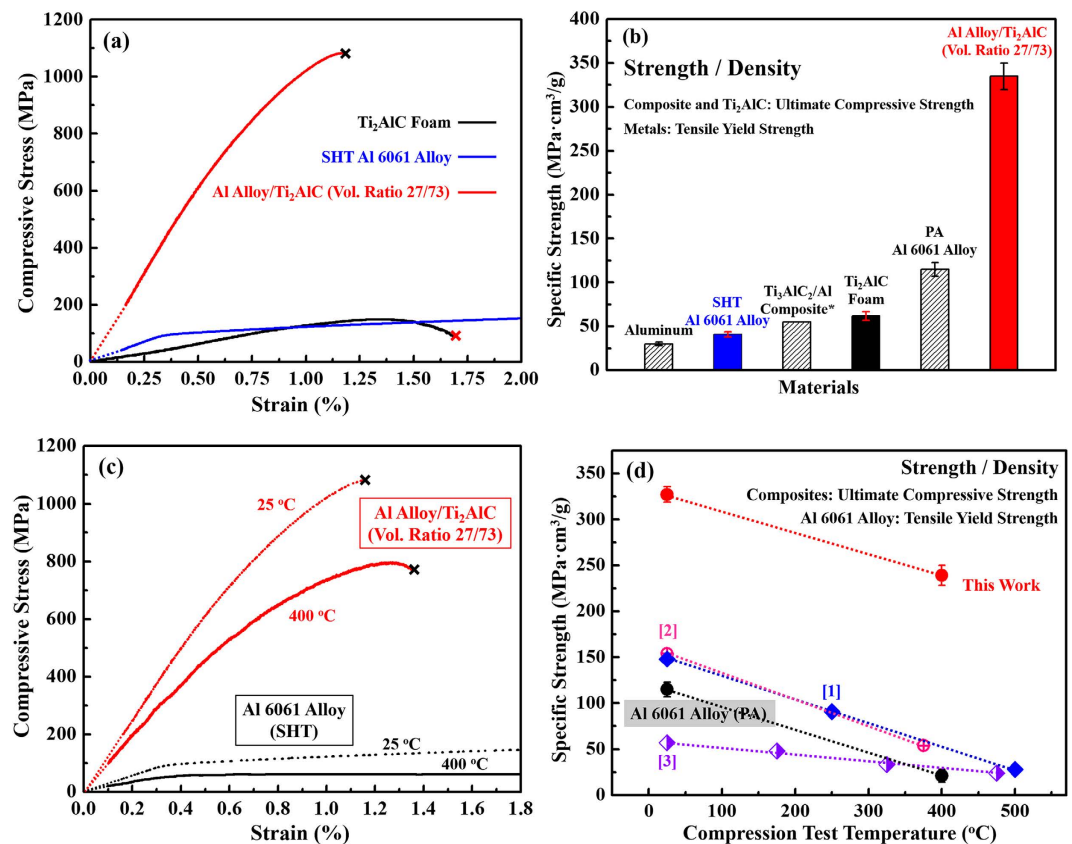 (a)
Compressive Stress (MPa)
1200
1000
800
600
400
200
0
Ti₂AlC Foam
SHT Al 6061 Alloy
Al Alloy/Ti₂AlC (Vol. Ratio 27/73)
0.00 0.25 0.50 0.75 1.00 1.25 1.50 1.75 2.00
Strain (%)
(b)
Specific Strength (MPa·cm³/g)
400
350
300
250
200
150
100
50
0
Strength / Density
Composite and Ti₂AlC: Ultimate Compressive Strength
Metals: Tensile Yield Strength
Al Alloy/Ti₂AlC
(Vol. Ratio 27/73)
Aluminum
SHT
Al 6061 Alloy
Ti₃AlC₂/Al
Composite*
Ti₂AlC
Foam
PA
Al 6061 Alloy
Materials
(c)
Compressive Stress (MPa)
1200
1000
800
600
400
200
0
25 °C
Al Alloy/Ti₂AlC
(Vol. Ratio 27/73)
400 °C
Al 6061 Alloy
(SHT)
25 °C
400 °C
0.0 0.2 0.4 0.6 0.8 1.0 1.2 1.4 1.6 1.8
Strain (%)
(d)
Specific Strength (MPa·cm³/g)
350
300
250
200
150
100
50
0
Strength / Density
Composites: Ultimate Compressive Strength
Al 6061 Alloy: Tensile Yield Strength
This Work
[2]
[1]
Al 6061 Alloy (PA)
[3]
0 100 200 300 400 500
Compression Test Temperature (°C)